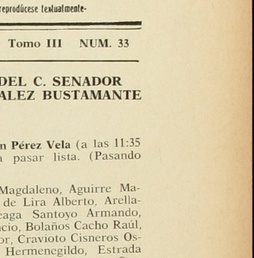 reprodúcese textualmente-
Tomo III NUM. 33
DEL C. SENADOR
ALEZ BUSTAMANTE
n Pérez Vela (a las 11:35
a pasar lista. (Pasando
Magdaleno, Aguirre Ma-
de Lira Alberto, Arella-
eaga Santoyo Armando,
ncio, Bolaños Cacho Raúl,
or, Cravioto Cisneros Os-
Hermenegildo, Estrada